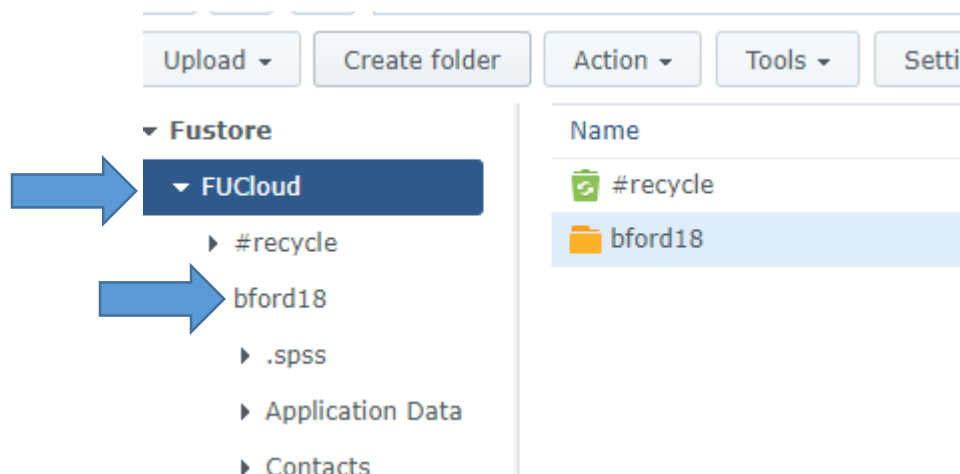 Upload Create folder Action Tools Setti
Fustore
Name
FUCloud
#recycle
#recycle
bford18
bford18
.spss
Application Data
Contacts